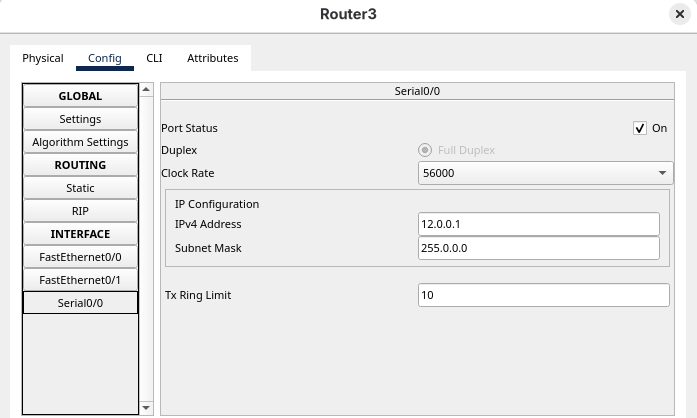 Router3
Physical Config CLI Attributes
GLOBAL
Settings
Algorithm Settings
ROUTING
Static
RIP
INTERFACE
FastEthernet0/0
FastEthernet0/1
Serial0/0
Serial0/0
Port Status On
Duplex Full Duplex
Clock Rate 56000
IP Configuration
IPv4 Address 12.0.0.1
Subnet Mask 255.0.0.0
Tx Ring Limit 10